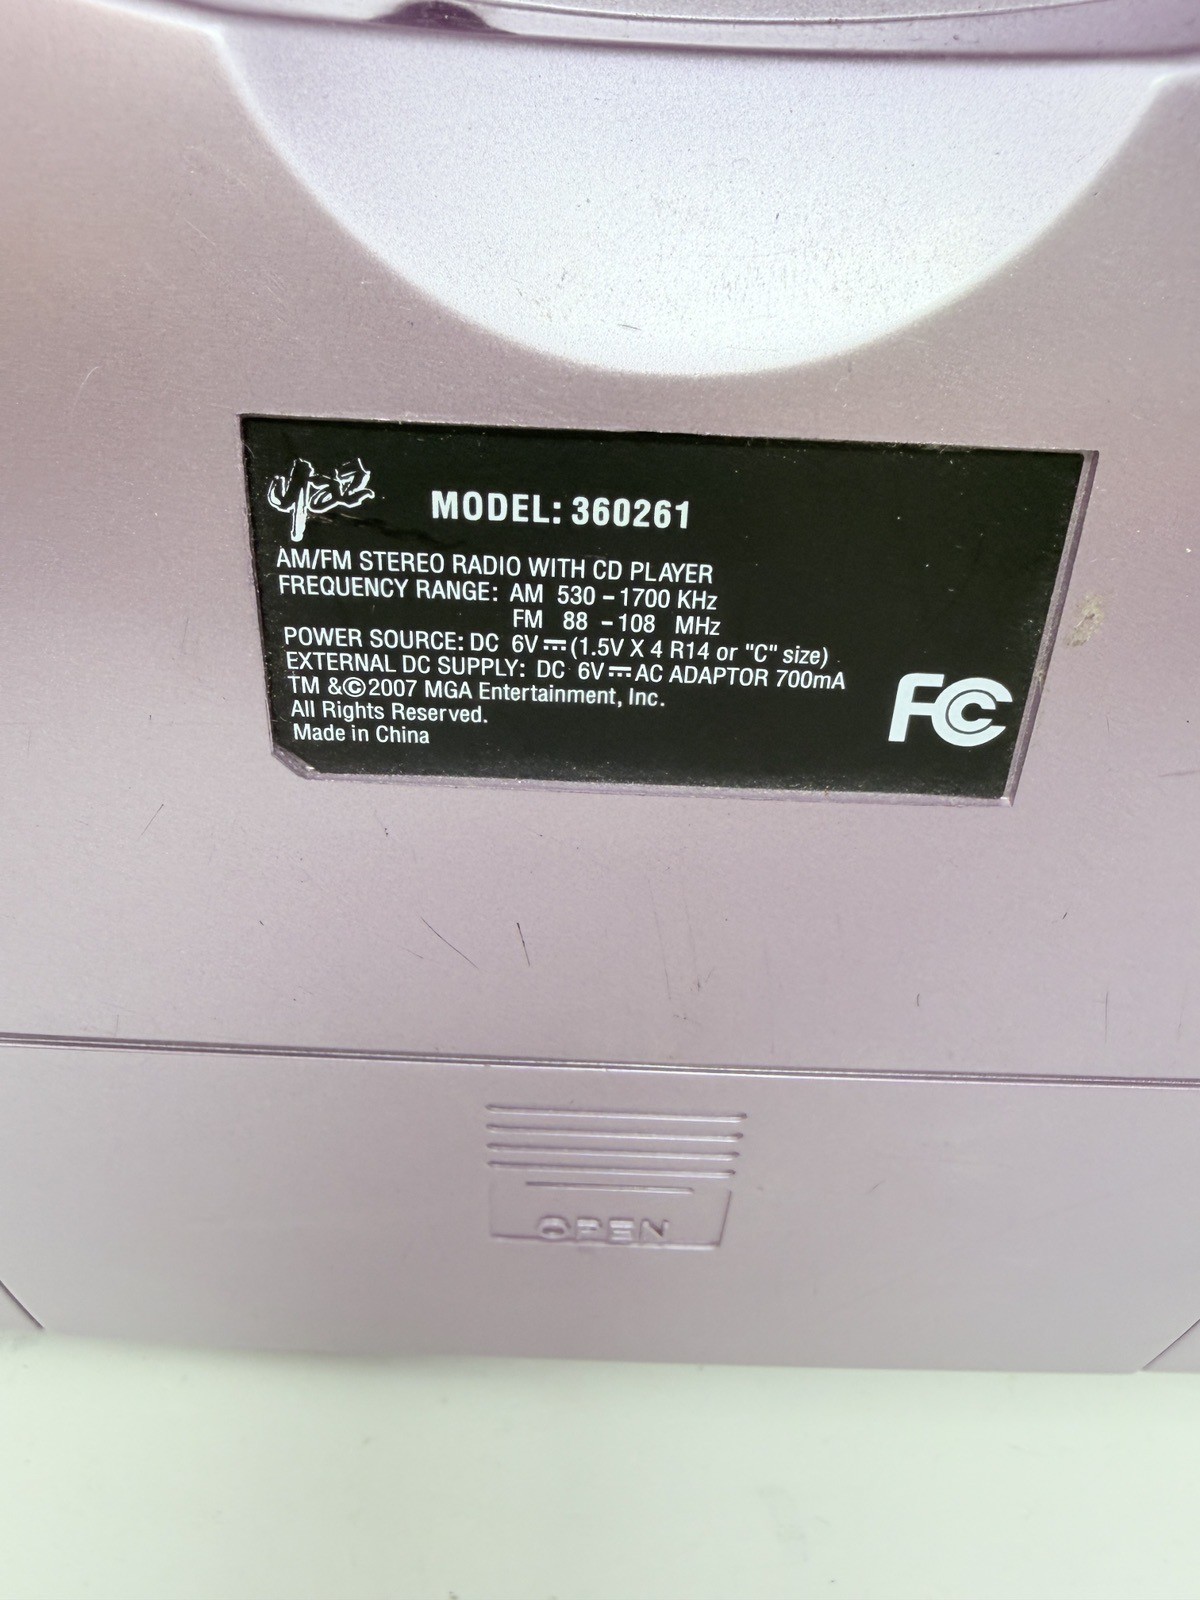 MODEL: 360261
AM/FM STEREO RADIO WITH CD PLAYER
FREQUENCY RANGE: AM 530 - 1700 KHz
FM 88 - 108 MHz
POWER SOURCE: DC 6V⎓(1.5V X 4 R14 or "C" size)
EXTERNAL DC SUPPLY: DC 6V⎓AC ADAPTOR 700mA
TM &©2007 MGA Entertainment, Inc.
All Rights Reserved.
Made in China
FC
OPEN